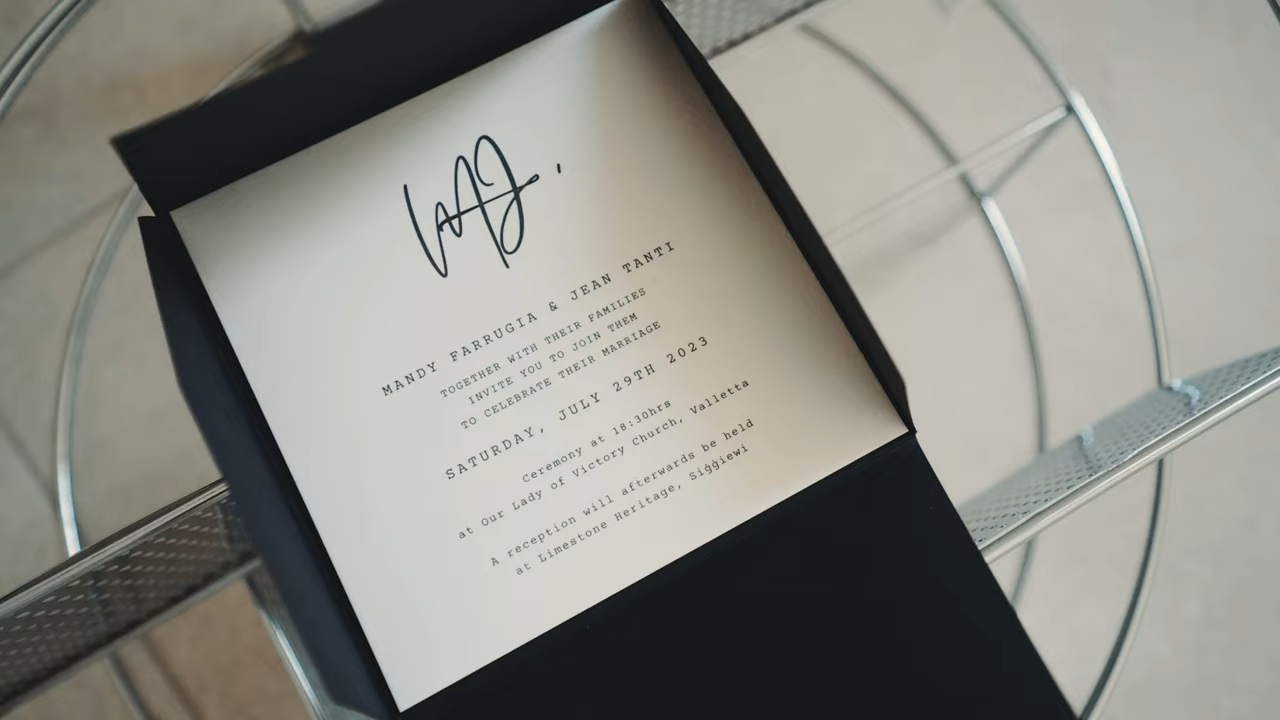 MJ.
MANDY FARRUGIA & JEAN TANTI
TOGETHER WITH THEIR FAMILIES
INVITE YOU TO JOIN THEM
TO CELEBRATE THEIR MARRIAGE
SATURDAY, JULY 29TH 2023
Ceremony at 18:30hrs
at Our Lady of Victory Church, Valletta
A reception will afterwards be held
at Limestone Heritage, Siġġiewi